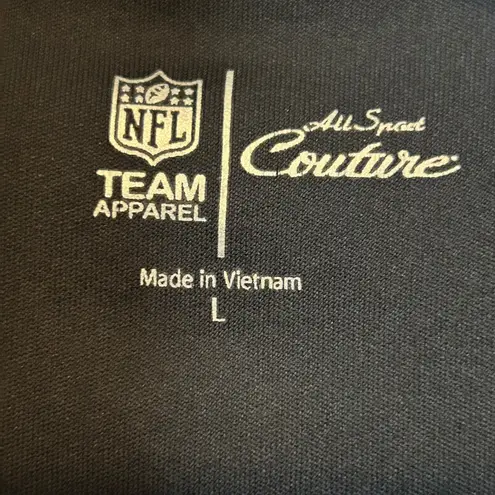 NFL
TEAM
APPAREL
All Sport
Couture
Made in Vietnam
L